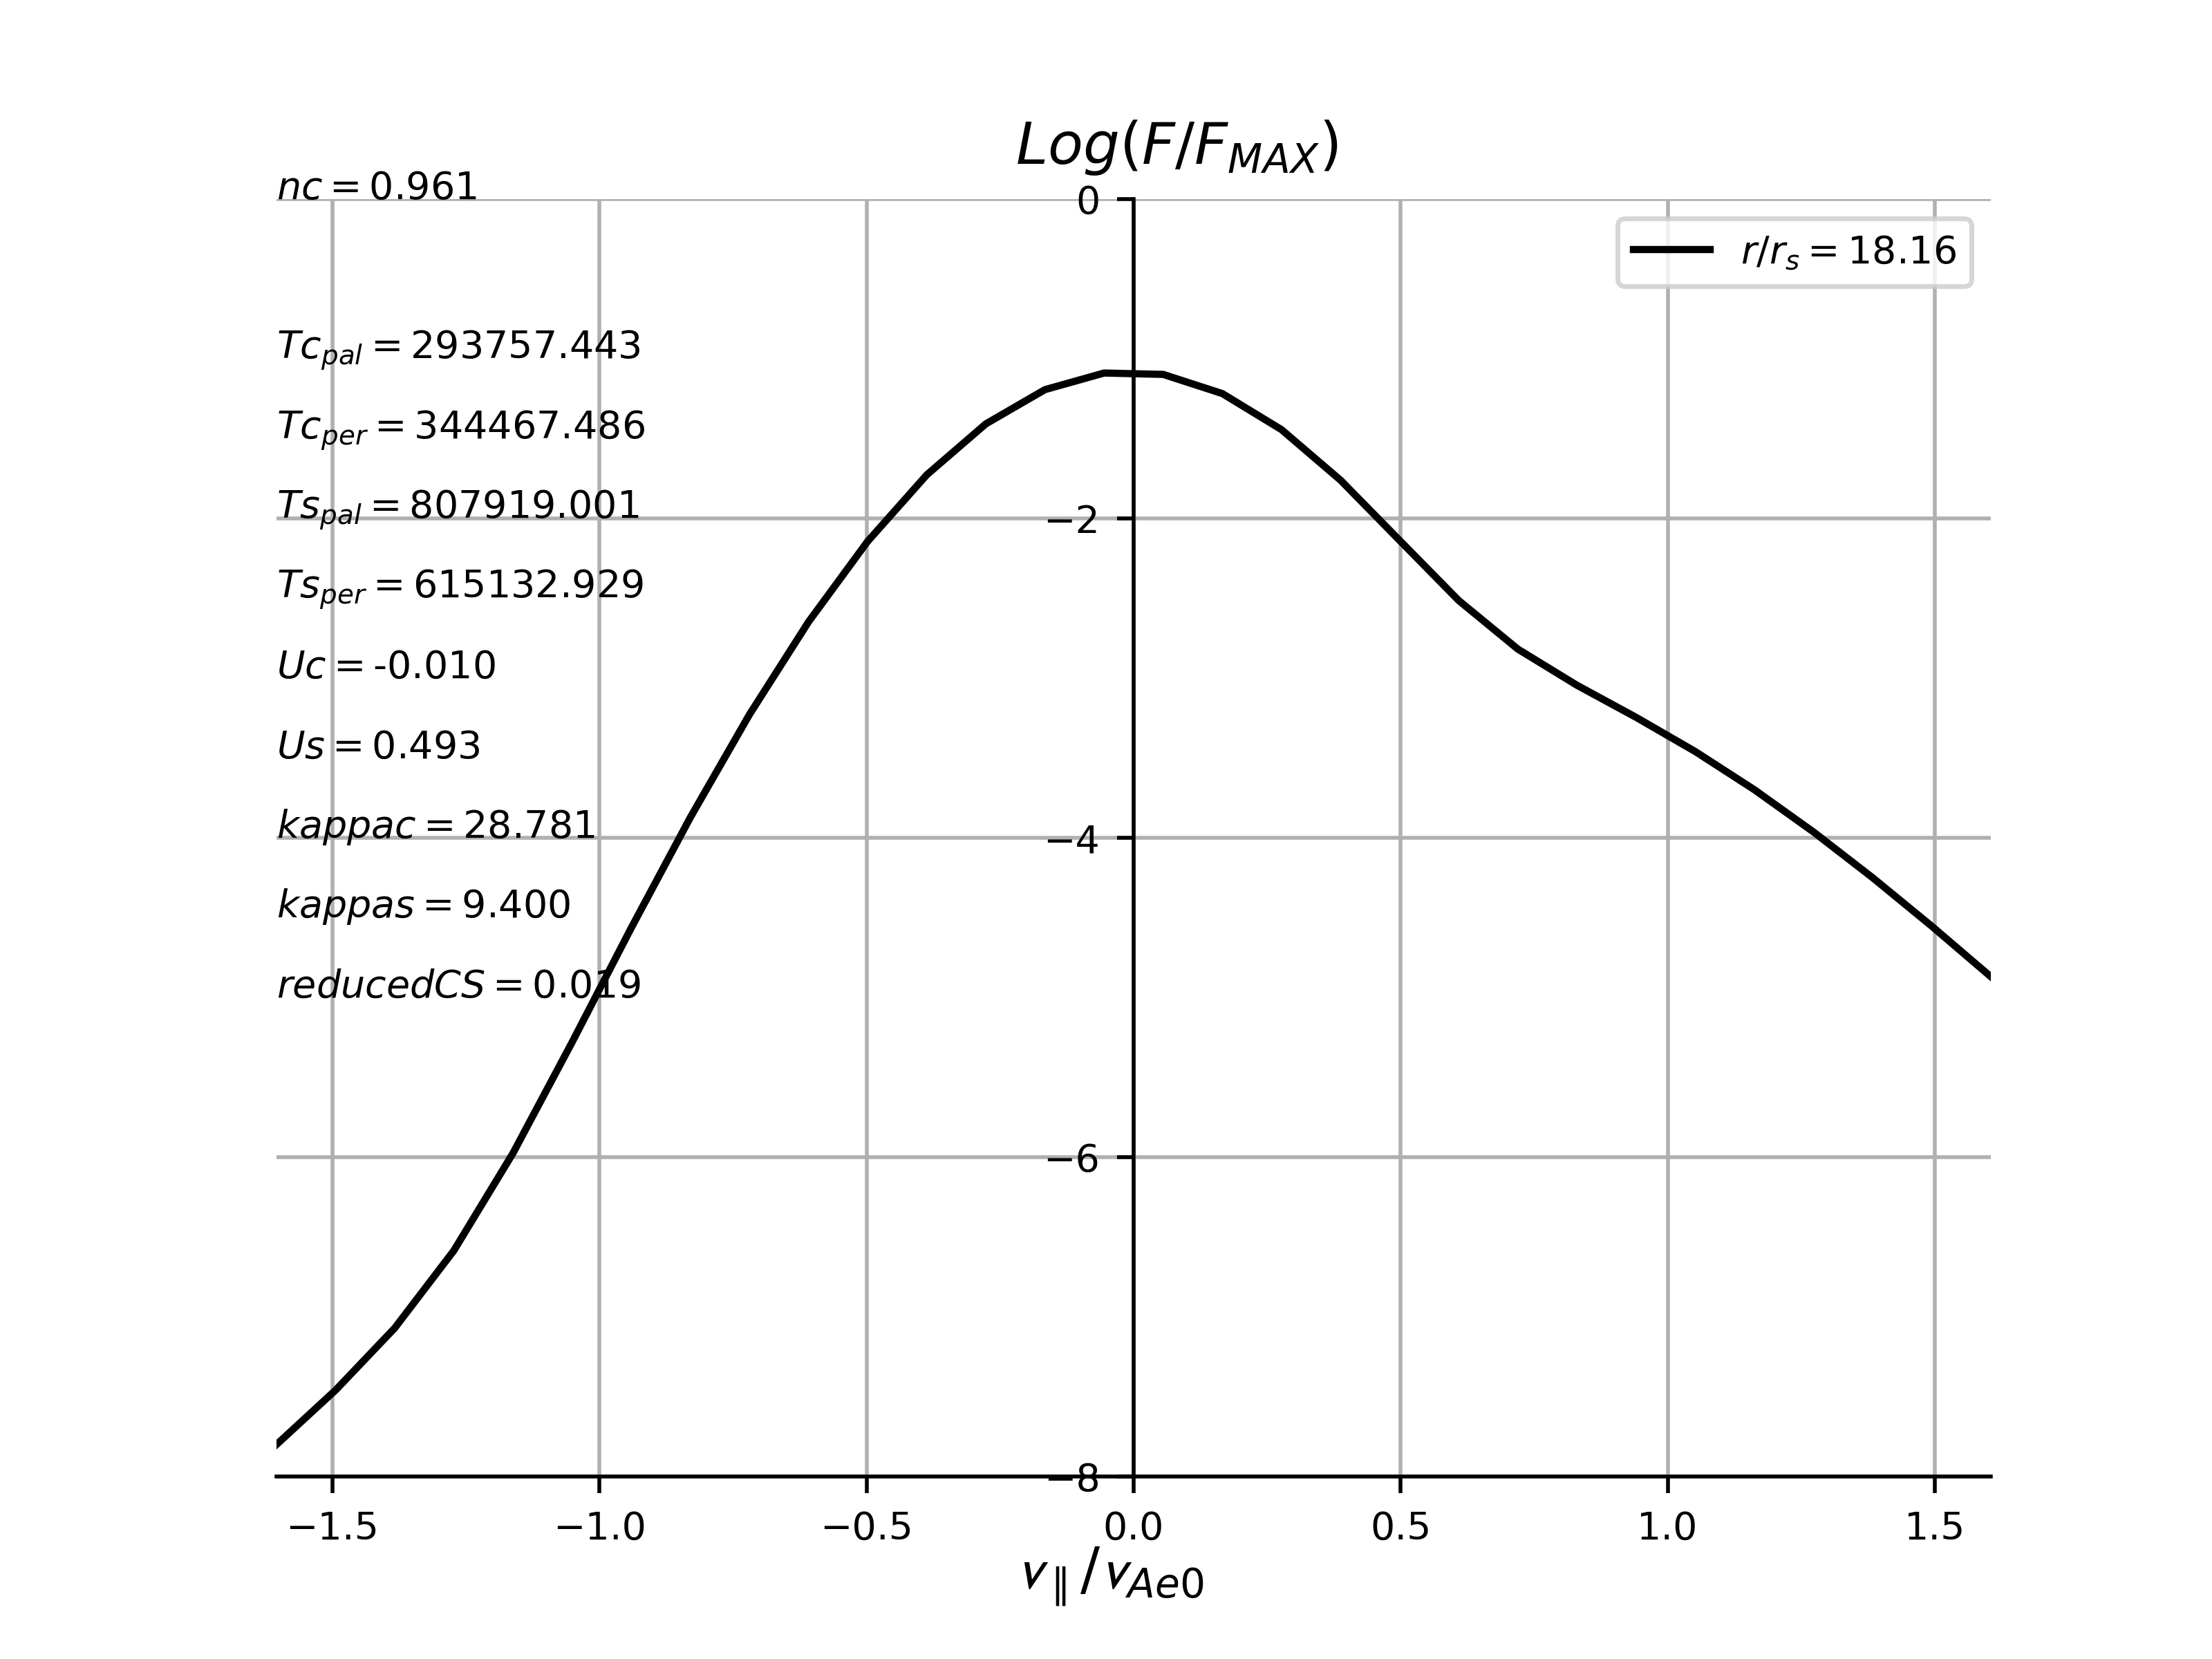 Log(F/F_MAX)
nc = 0.961
0
r/r_s = 18.16
Tc_pal = 293757.443
Tc_per = 344467.486
Ts_pal = 807919.001
−2
Ts_per = 615132.929
Uc = -0.010
Us = 0.493
kappac = 28.781
−4
kappas = 9.400
reducedCS = 0.019
−6
−8
−1.5 −1.0 −0.5 0.0 0.5 1.0 1.5
v_∥/v_Ae0